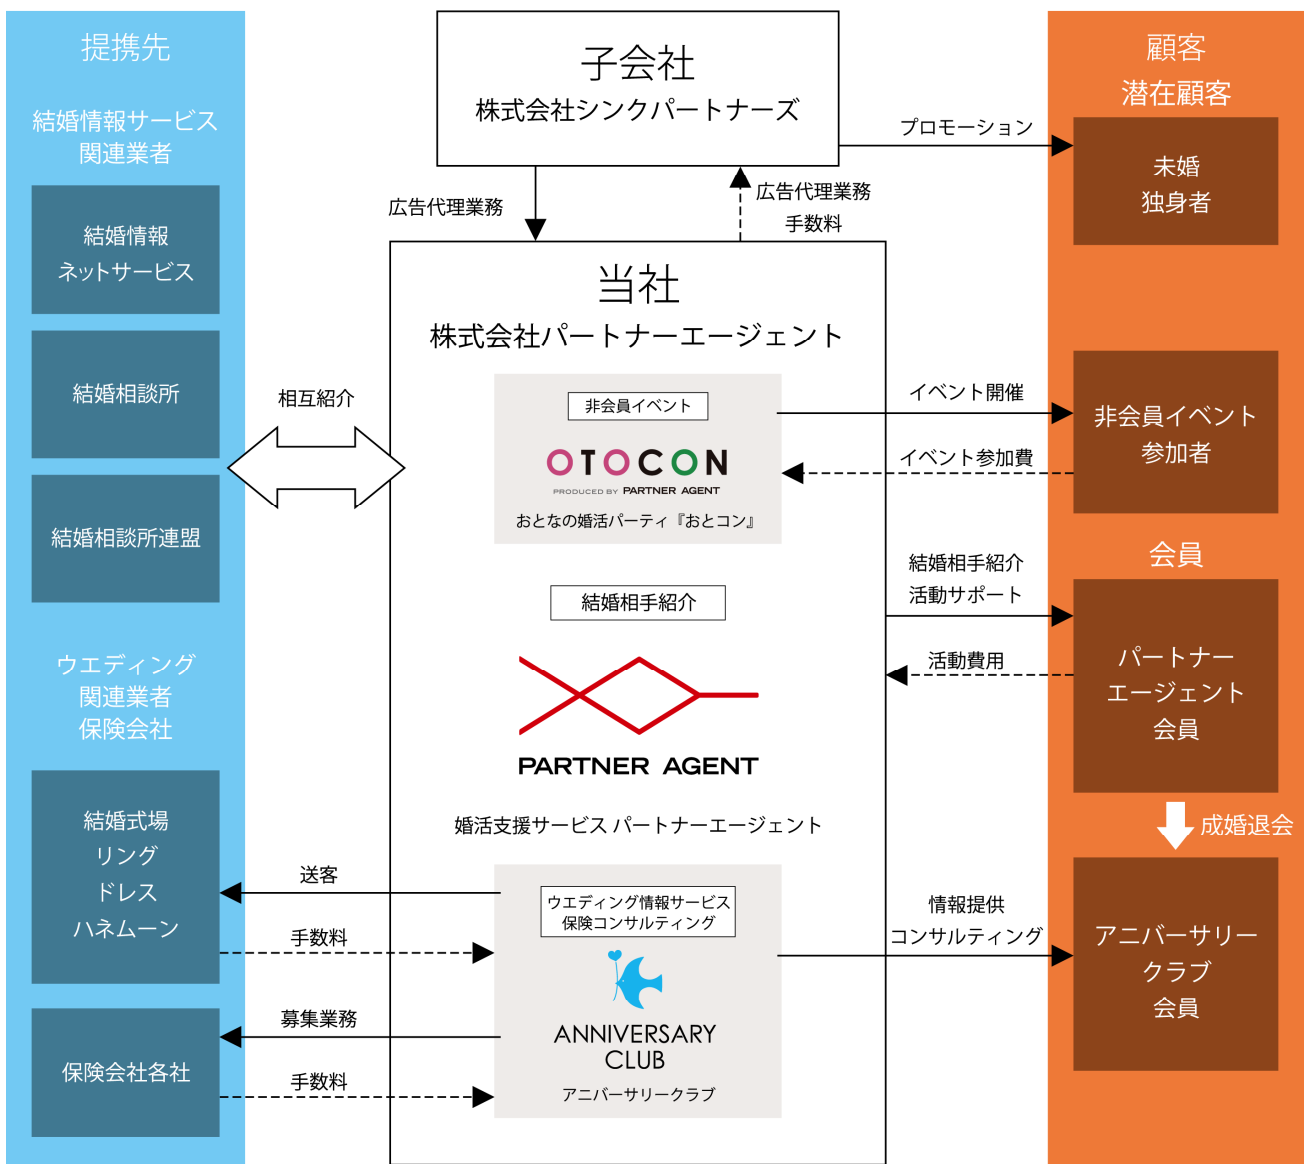 提携先
結婚情報サービス
関連業者
結婚情報
ネットサービス
結婚相談所
結婚相談所連盟
ウエディング
関連業者
保険会社
結婚式場
リング
ドレス
ハネムーン
保険会社各社
相互紹介
送客
手数料
募集業務
手数料
子会社
株式会社シンクパートナーズ
広告代理業務
広告代理業務
手数料
当社
株式会社パートナーエージェント
非会員イベント
OTOCON
PRODUCED BY PARTNER AGENT
おとなの婚活パーティ『おとコン』
結婚相手紹介
PARTNER AGENT
婚活支援サービス パートナーエージェント
ウエディング情報サービス
保険コンサルティング
ANNIVERSARY
CLUB
アニバーサリークラブ
プロモーション
イベント開催
イベント参加費
結婚相手紹介
活動サポート
活動費用
情報提供
コンサルティング
顧客
潜在顧客
未婚
独身者
非会員イベント
参加者
会員
パートナー
エージェント
会員
成婚退会
アニバーサリー
クラブ
会員